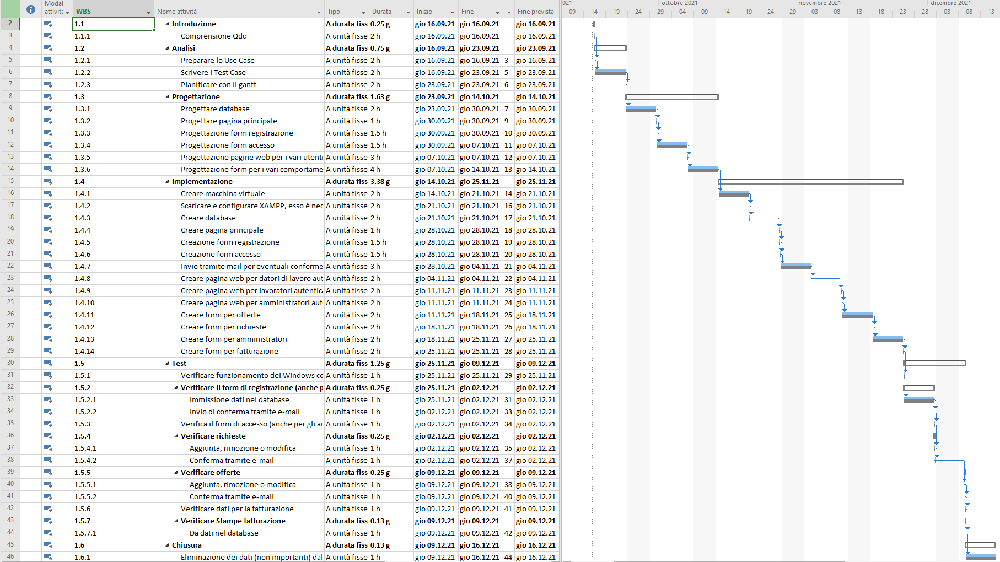 Modal attività WBS Nome attività Tipo Durata Inizio Fine Fine prevista
021 ottobre 2021 novembre 2021 dicembre 2021
09 14 19 24 29 04 09 14 19 24 29 03 08 13 18 23 28 03 08 13
2 1.1 Introduzione A durata fiss 0.25 g gio 16.09.21 gio 16.09.21 gio 16.09.21
3 1.1.1 Comprensione Qdc A unità fisse 2 h gio 16.09.21 gio 16.09.21 gio 16.09.21
4 1.2 Analisi A durata fiss 0.75 g gio 16.09.21 gio 23.09.21 gio 23.09.21
5 1.2.1 Preparare lo Use Case A unità fisse 2 h gio 16.09.21 gio 16.09.21 3 gio 16.09.21
6 1.2.2 Scrivere i Test Case A unità fisse 2 h gio 16.09.21 gio 23.09.21 5 gio 23.09.21
7 1.2.3 Pianificare con il gantt A unità fisse 2 h gio 23.09.21 gio 23.09.21 6 gio 23.09.21
8 1.3 Progettazione A durata fiss 1.63 g gio 23.09.21 gio 14.10.21 gio 14.10.21
9 1.3.1 Progettare database A unità fisse 2 h gio 23.09.21 gio 30.09.21 7 gio 30.09.21
10 1.3.2 Progettare pagina principale A unità fisse 1 h gio 30.09.21 gio 30.09.21 9 gio 30.09.21
11 1.3.3 Progettazione form registrazione A unità fisse 1.5 h gio 30.09.21 gio 30.09.21 10 gio 30.09.21
12 1.3.4 Progettazione form accesso A unità fisse 1.5 h gio 30.09.21 gio 07.10.21 11 gio 07.10.21
13 1.3.5 Progettazione pagine web per i vari utenti A unità fisse 3 h gio 07.10.21 gio 07.10.21 12 gio 07.10.21
14 1.3.6 Progettazione form per i vari comportame A unità fisse 4 h gio 07.10.21 gio 14.10.21 13 gio 14.10.21
15 1.4 Implementazione A durata fiss 3.38 g gio 14.10.21 gio 25.11.21 gio 25.11.21
16 1.4.1 Creare macchina virtuale A unità fisse 2 h gio 14.10.21 gio 21.10.21 14 gio 21.10.21
17 1.4.2 Scaricare e configurare XAMPP, esso è nec A unità fisse 2 h gio 21.10.21 gio 21.10.21 16 gio 21.10.21
18 1.4.3 Creare database A unità fisse 2 h gio 21.10.21 gio 21.10.21 17 gio 21.10.21
19 1.4.4 Creare pagina principale A unità fisse 1 h gio 28.10.21 gio 28.10.21 18 gio 28.10.21
20 1.4.5 Creazione form registrazione A unità fisse 1.5 h gio 28.10.21 gio 28.10.21 19 gio 28.10.21
21 1.4.6 Creazione form accesso A unità fisse 1.5 h gio 28.10.21 gio 28.10.21 20 gio 28.10.21
22 1.4.7 Invio tramite mail per eventuali conferme A unità fisse 3 h gio 28.10.21 gio 04.11.21 21 gio 04.11.21
23 1.4.8 Creare pagina web per datori di lavoro aut A unità fisse 2 h gio 04.11.21 gio 04.11.21 22 gio 04.11.21
24 1.4.9 Creare pagina web per lavoratori autentica A unità fisse 2 h gio 11.11.21 gio 11.11.21 23 gio 11.11.21
25 1.4.10 Creare pagina web per amministratori aut A unità fisse 2 h gio 11.11.21 gio 11.11.21 24 gio 11.11.21
26 1.4.11 Creare form per offerte A unità fisse 2 h gio 11.11.21 gio 18.11.21 25 gio 18.11.21
27 1.4.12 Creare form per richieste A unità fisse 2 h gio 18.11.21 gio 18.11.21 26 gio 18.11.21
28 1.4.13 Creare form per amministratori A unità fisse 2 h gio 18.11.21 gio 25.11.21 27 gio 25.11.21
29 1.4.14 Creare form per fatturazione A unità fisse 2 h gio 25.11.21 gio 25.11.21 28 gio 25.11.21
30 1.5 Test A durata fiss 1.25 g gio 25.11.21 gio 09.12.21 gio 09.12.21
31 1.5.1 Verificare funzionamento dei Windows cc A unità fisse 1 h gio 25.11.21 gio 25.11.21 29 gio 25.11.21
32 1.5.2 Verificare il form di registrazione (anche p A durata fiss 0.25 g gio 25.11.21 gio 02.12.21 gio 02.12.21
33 1.5.2.1 Immissione dati nel database A unità fisse 1 h gio 25.11.21 gio 02.12.21 31 gio 02.12.21
34 1.5.2.2 Invio di conferma tramite e-mail A unità fisse 1 h gio 02.12.21 gio 02.12.21 33 gio 02.12.21
35 1.5.3 Verifica il form di accesso (anche per gli ar A unità fisse 1 h gio 02.12.21 gio 02.12.21 34 gio 02.12.21
36 1.5.4 Verificare richieste A durata fiss 0.25 g gio 02.12.21 gio 02.12.21 gio 02.12.21
37 1.5.4.1 Aggiunta, rimozione o modifica A unità fisse 1 h gio 02.12.21 gio 02.12.21 35 gio 02.12.21
38 1.5.4.2 Conferma tramite e-mail A unità fisse 1 h gio 02.12.21 gio 02.12.21 37 gio 02.12.21
39 1.5.5 Verificare offerte A durata fiss 0.25 g gio 09.12.21 gio 09.12.21 gio 09.12.21
40 1.5.5.1 Aggiunta, rimozione o modifica A unità fisse 1 h gio 09.12.21 gio 09.12.21 38 gio 09.12.21
41 1.5.5.2 Conferma tramite e-mail A unità fisse 1 h gio 09.12.21 gio 09.12.21 40 gio 09.12.21
42 1.5.6 Verificare dati per la fatturazione A unità fisse 1 h gio 09.12.21 gio 09.12.21 41 gio 09.12.21
43 1.5.7 Verificare Stampe fatturazione A durata fiss 0.13 g gio 09.12.21 gio 09.12.21 gio 09.12.21
44 1.5.7.1 Da dati nel database A unità fisse 1 h gio 09.12.21 gio 09.12.21 42 gio 09.12.21
45 1.6 Chiusura A durata fiss 0.13 g gio 09.12.21 gio 16.12.21 gio 16.12.21
46 1.6.1 Eliminazione dei dati (non importanti) dal A unità fisse 1 h gio 09.12.21 gio 16.12.21 44 gio 16.12.21